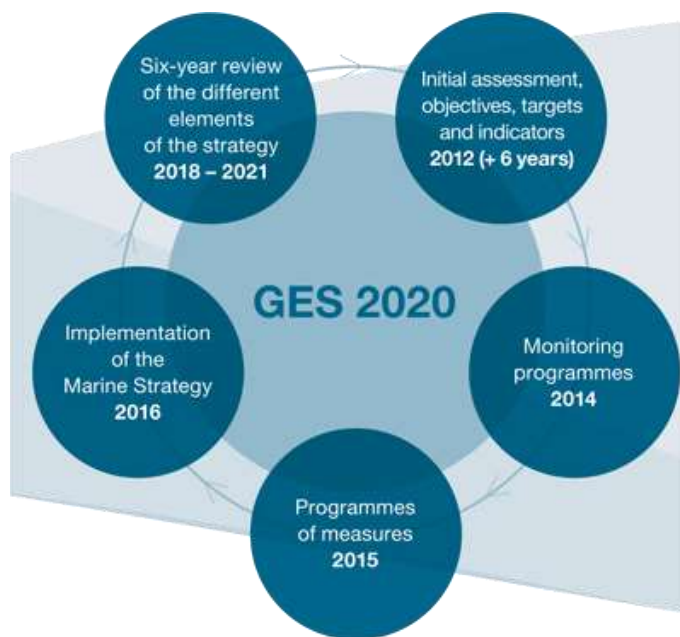 Six-year review
of the different
elements
of the strategy
2018 – 2021
Initial assessment,
objectives, targets
and indicators
2012 (+ 6 years)
GES 2020
Implementation
of the
Marine Strategy
2016
Monitoring
programmes
2014
Programmes
of measures
2015